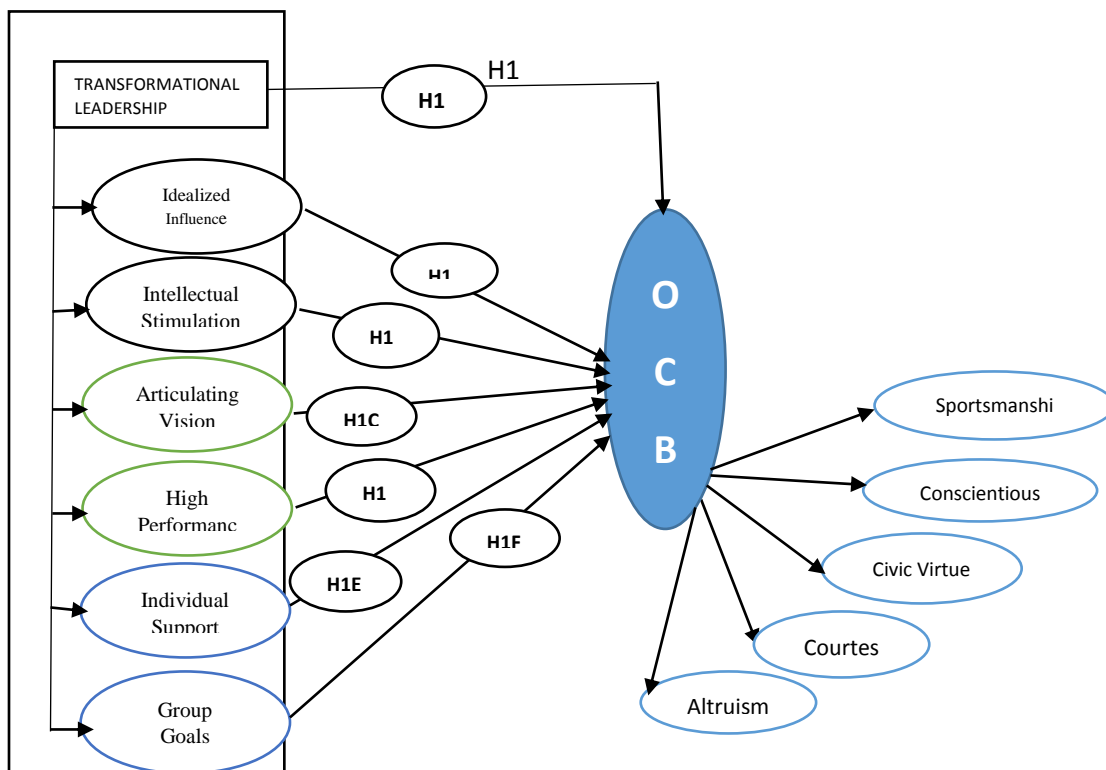 TRANSFORMATIONAL
LEADERSHIP
H1
H1
Idealized
Influence
H1
Intellectual
Stimulation
H1
Articulating
Vision
H1C
High
Performanc
H1
Individual
Support
H1E
Group
Goals
H1F
O
C
B
Sportsmanshi
Conscientious
Civic Virtue
Courtes
Altruism